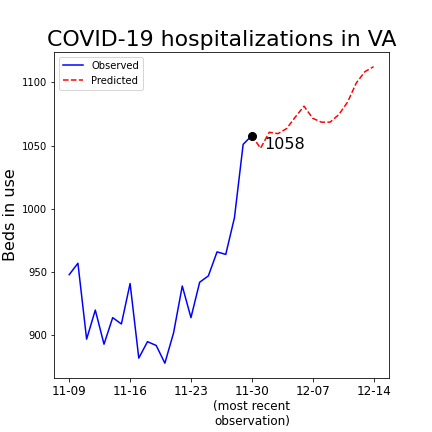 COVID-19 hospitalizations in VA
Observed
Predicted
1100
1050
1000
950
900
Beds in use
1058
11-09 11-16 11-23 11-30 12-07 12-14
(most recent
observation)